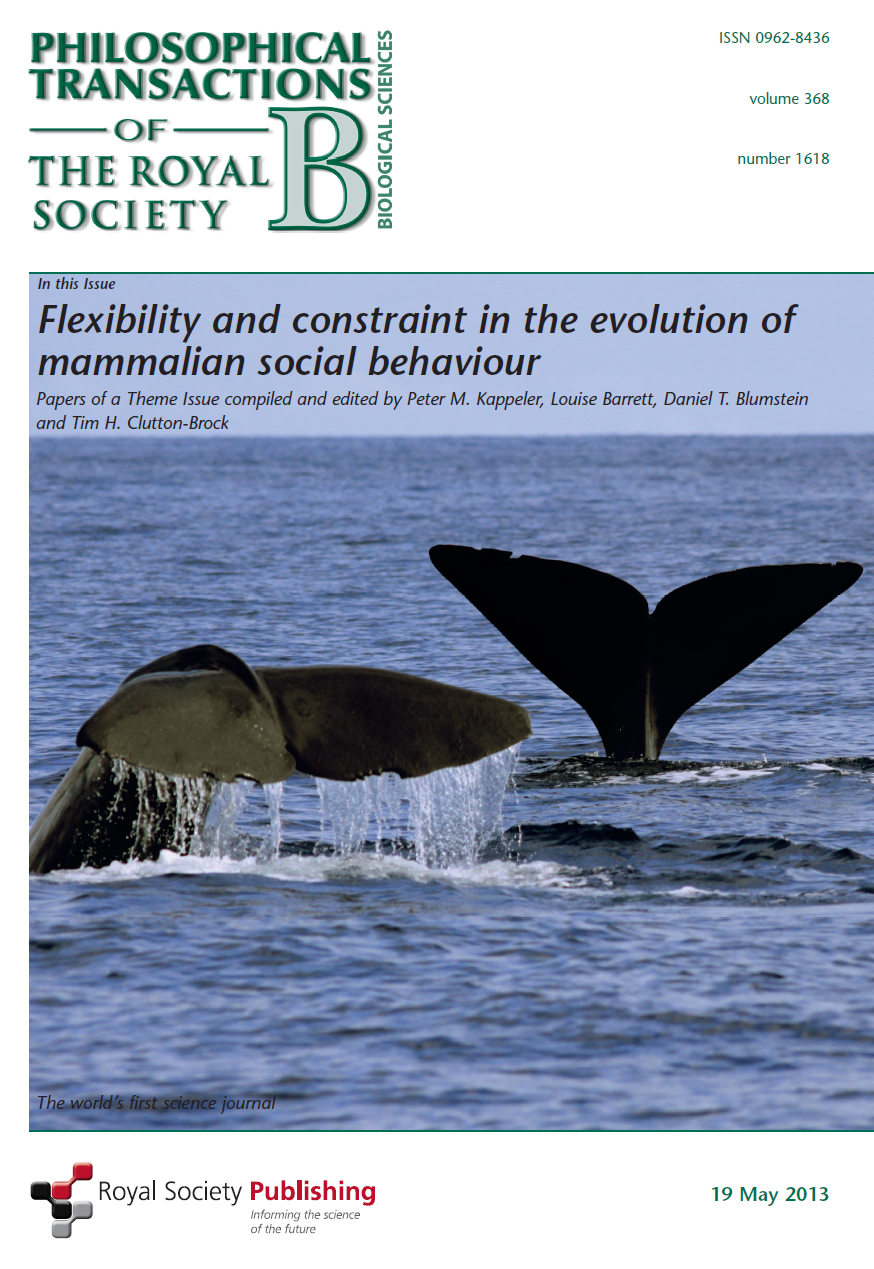 PHILOSOPHICAL
TRANSACTIONS
OF
THE ROYAL
SOCIETY
B
BIOLOGICAL SCIENCES
ISSN 0962-8436
volume 368
number 1618
In this Issue
Flexibility and constraint in the evolution of
mammalian social behaviour
Papers of a Theme Issue compiled and edited by Peter M. Kappeler, Louise Barrett, Daniel T. Blumstein
and Tim H. Clutton-Brock
The world's first science journal
Royal Society Publishing
Informing the science
of the future
19 May 2013